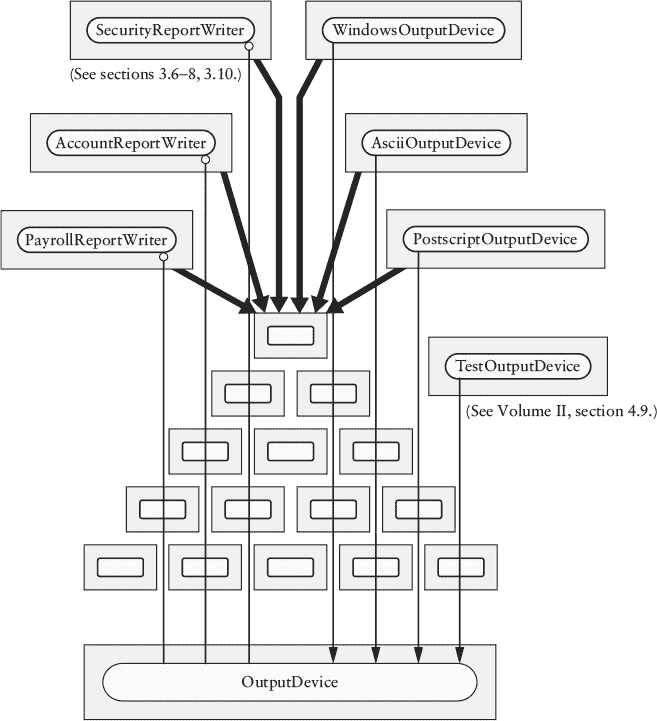 SecurityReportWriter
WindowsOutputDevice
(See sections 3.6–8, 3.10.)
AccountReportWriter
AsciiOutputDevice
PayrollReportWriter
PostscriptOutputDevice
TestOutputDevice
(See Volume II, section 4.9.)
OutputDevice